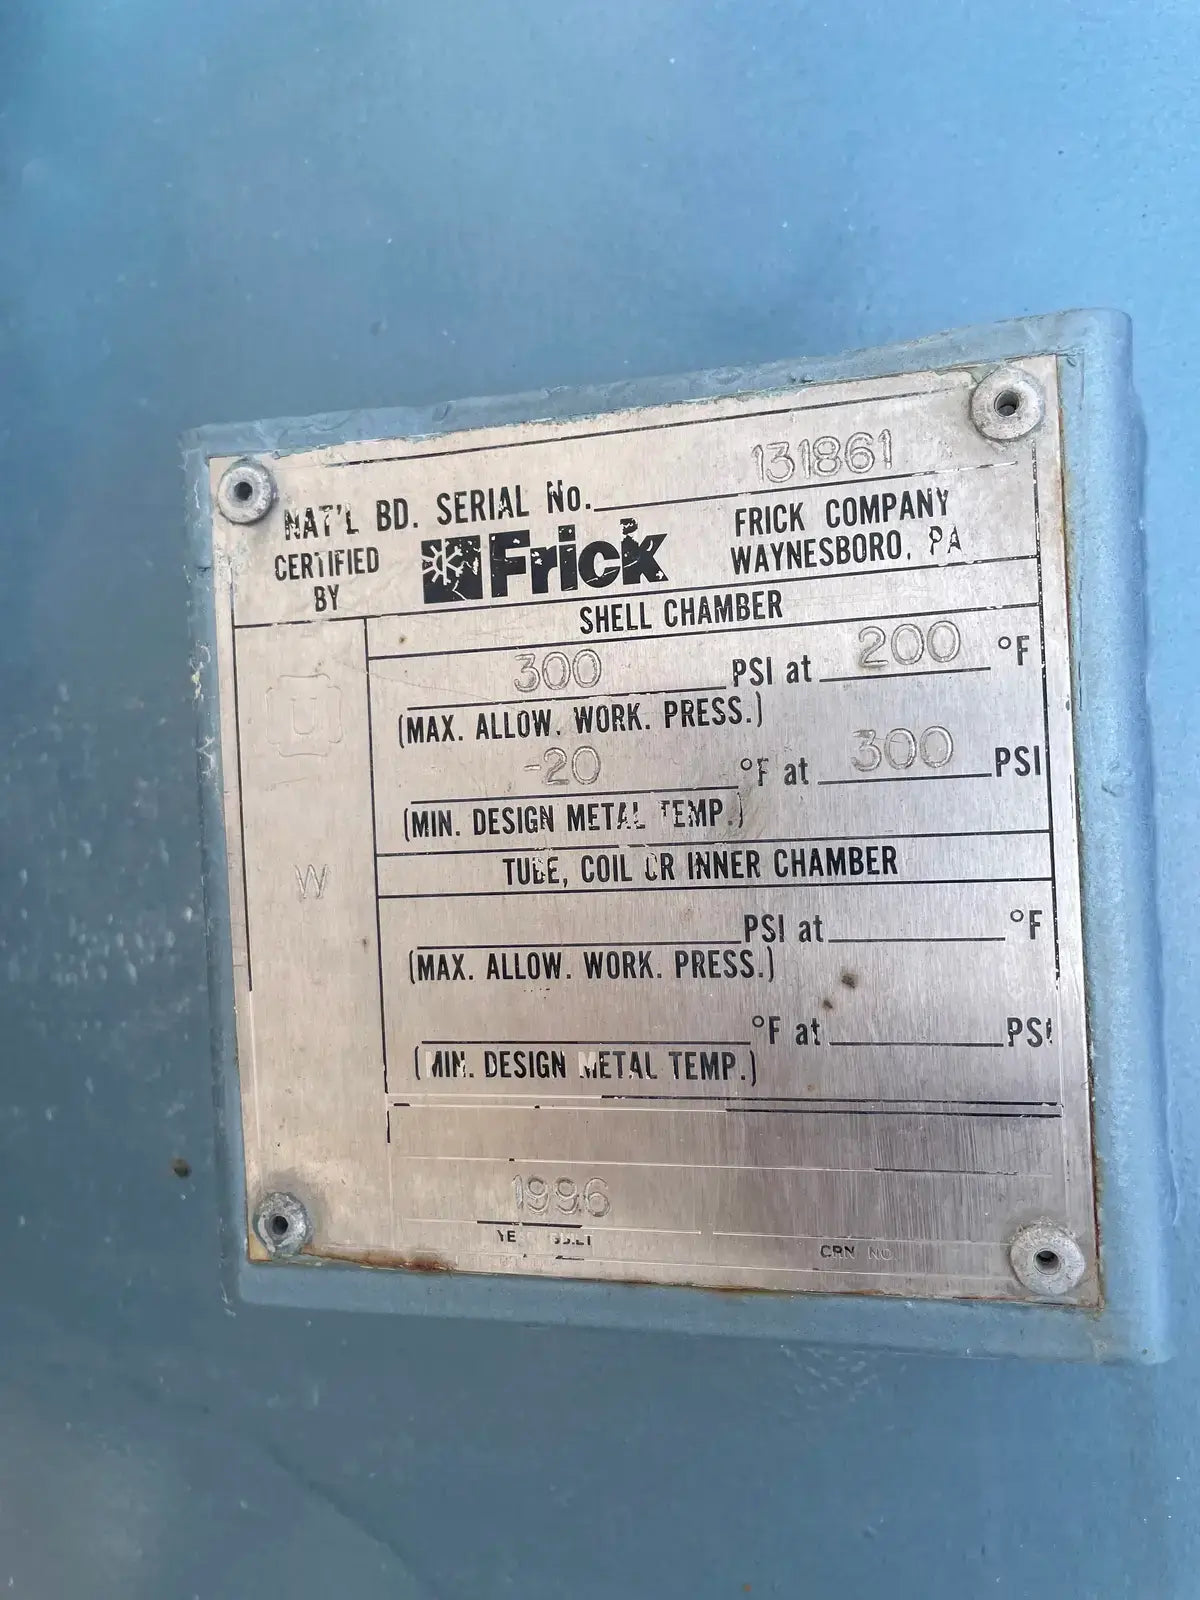 NAT'L BD. SERIAL No. 131861
CERTIFIED BY
Frick
FRICK COMPANY
WAYNESBORO, PA
SHELL CHAMBER
300 PSI at 200 °F
(MAX. ALLOW. WORK. PRESS.)
-20 °F at 300 PSI
(MIN. DESIGN METAL TEMP.)
U
W
TUBE, COIL OR INNER CHAMBER
PSI at °F
(MAX. ALLOW. WORK. PRESS.)
°F at PSI
(MIN. DESIGN METAL TEMP.)
1996
CRN NO